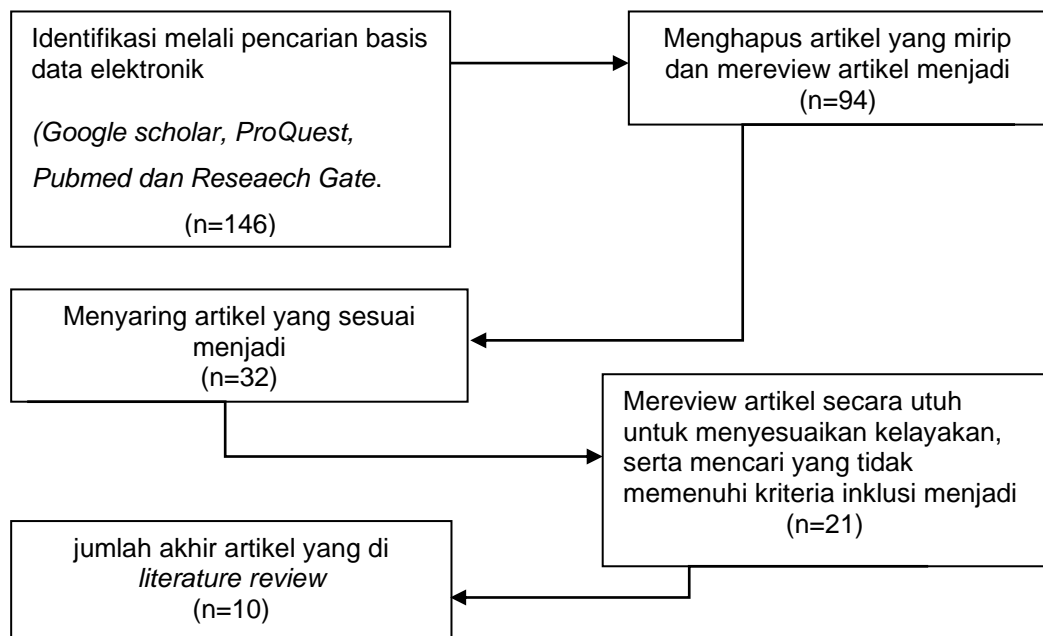 Identifikasi melali pencarian basis
data elektronik
(Google scholar, ProQuest,
Pubmed dan Reseaech Gate.
(n=146)
Menghapus artikel yang mirip
dan mereview artikel menjadi
(n=94)
Menyaring artikel yang sesuai
menjadi
(n=32)
Mereview artikel secara utuh
untuk menyesuaikan kelayakan,
serta mencari yang tidak
memenuhi kriteria inklusi menjadi
(n=21)
jumlah akhir artikel yang di
literature review
(n=10)